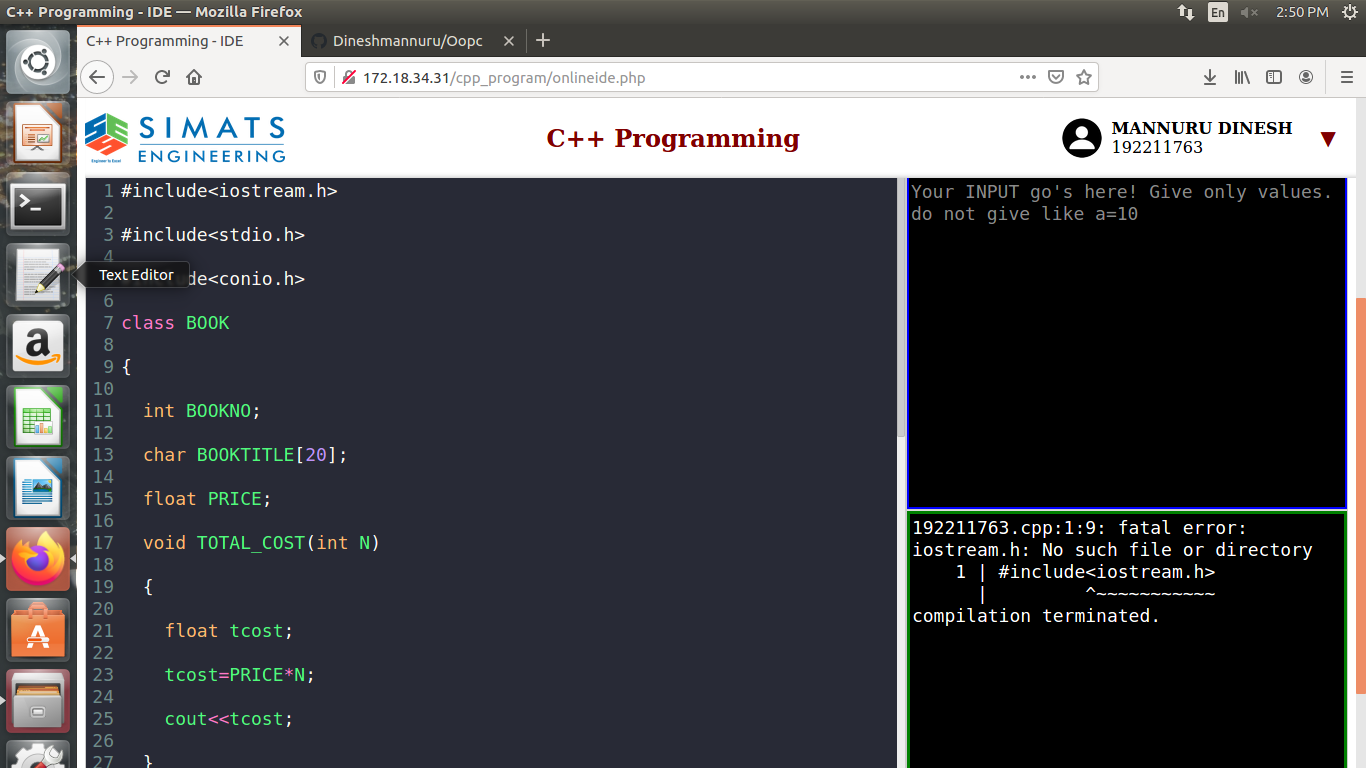 C++ Programming - IDE — Mozilla Firefox
En
2:50 PM
C++ Programming - IDE
Dineshmannuru/Oopc
172.18.34.31/cpp_program/onlineide.php
SIMATS
ENGINEERING
Engineer to Excel
C++ Programming
MANNURU DINESH
192211763
1 #include<iostream.h>
2
3 #include<stdio.h>
4
de<conio.h>
Text Editor
6
7 class BOOK
8
9 {
10
11 int BOOKNO;
12
13 char BOOKTITLE[20];
14
15 float PRICE;
16
17 void TOTAL_COST(int N)
18
19 {
20
21 float tcost;
22
23 tcost=PRICE*N;
24
25 cout<<tcost;
26
27 }
Your INPUT go's here! Give only values.
do not give like a=10
192211763.cpp:1:9: fatal error:
iostream.h: No such file or directory
1 | #include<iostream.h>
| ^~~~~~~~~~~~
compilation terminated.